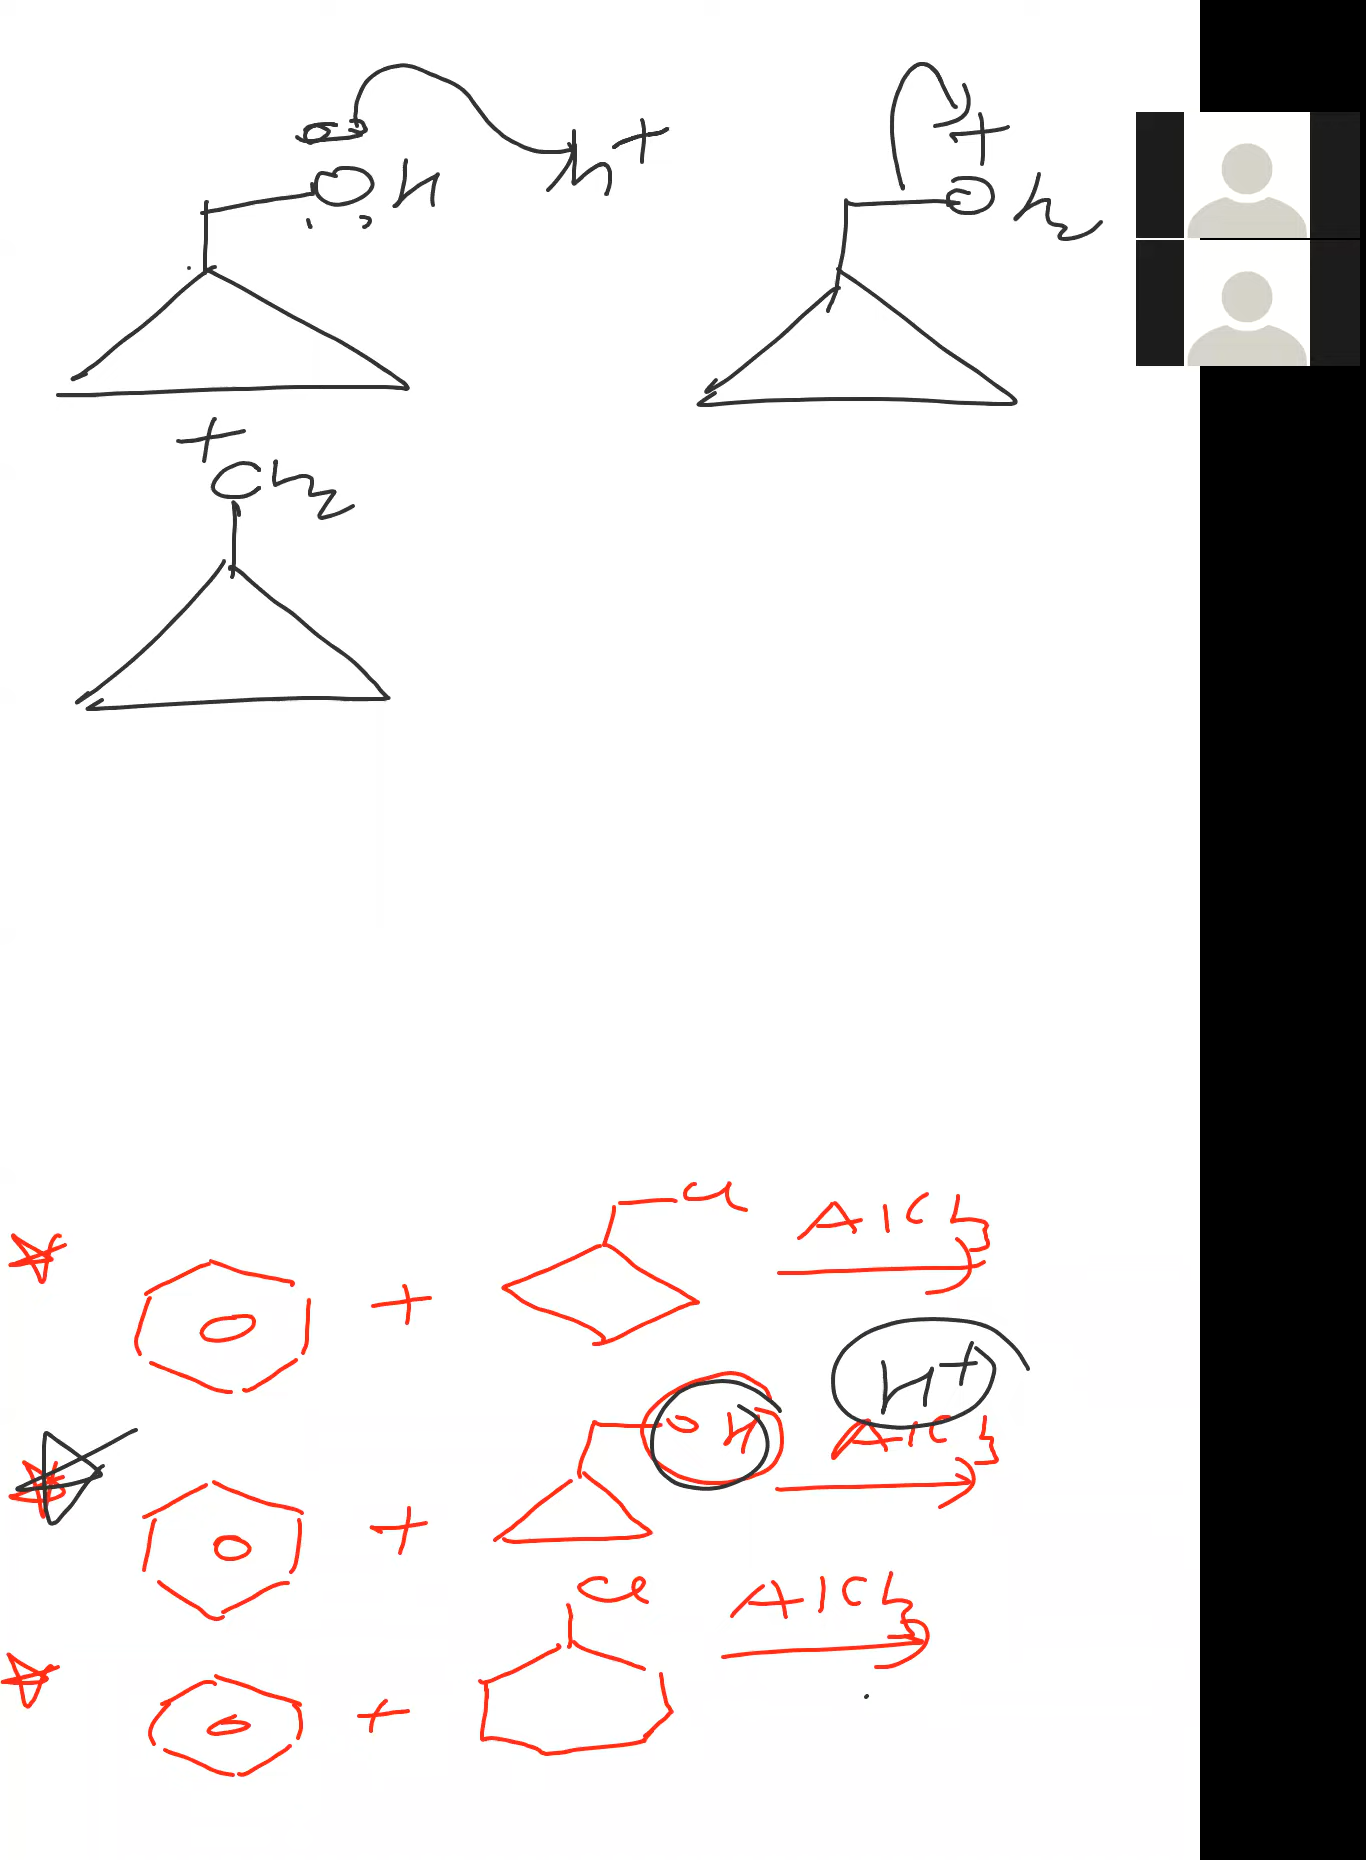 OH H+
+
OH2
+
CH2
+ Cl AlCl3
H+
+ OH AlCl3
+ Cl AlCl3